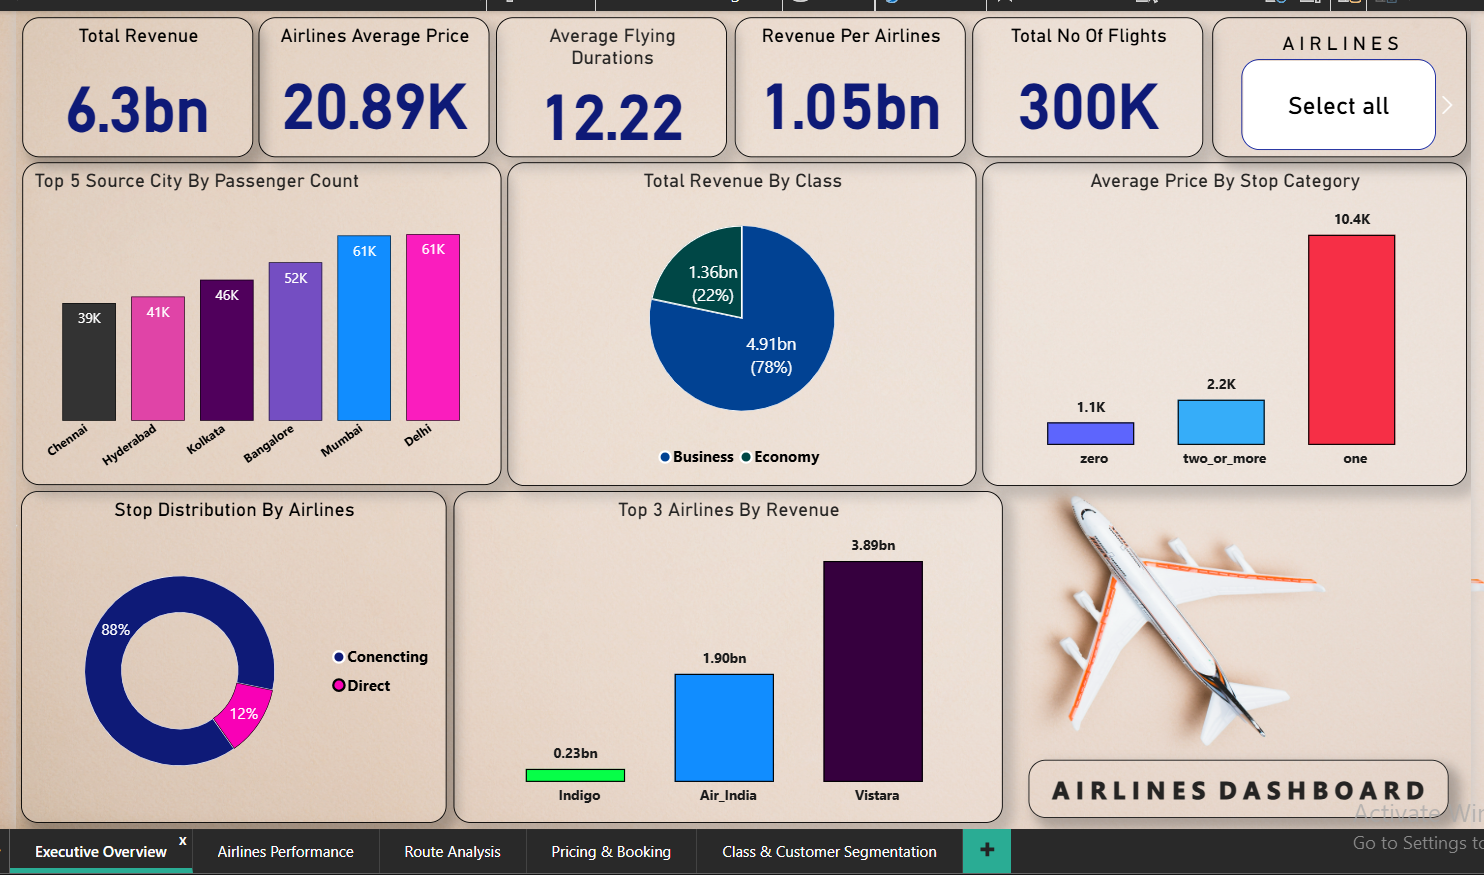 Total Revenue
6.3bn
Airlines Average Price
20.89K
Average Flying
Durations
12.22
Revenue Per Airlines
1.05bn
Total No Of Flights
300K
AIRLINES
Select all
Top 5 Source City By Passenger Count
39K
41K
46K
52K
61K
61K
Chennai
Hyderabad
Kolkata
Bangalore
Mumbai
Delhi
Total Revenue By Class
1.36bn
(22%)
4.91bn
(78%)
Business
Economy
Average Price By Stop Category
1.1K
2.2K
10.4K
zero
two_or_more
one
Stop Distribution By Airlines
88%
12%
Conencting
Direct
Top 3 Airlines By Revenue
0.23bn
1.90bn
3.89bn
Indigo
Air_India
Vistara
AIRLINES DASHBOARD
Activate Win
Go to Settings to
Executive Overview x
Airlines Performance
Route Analysis
Pricing & Booking
Class & Customer Segmentation
+